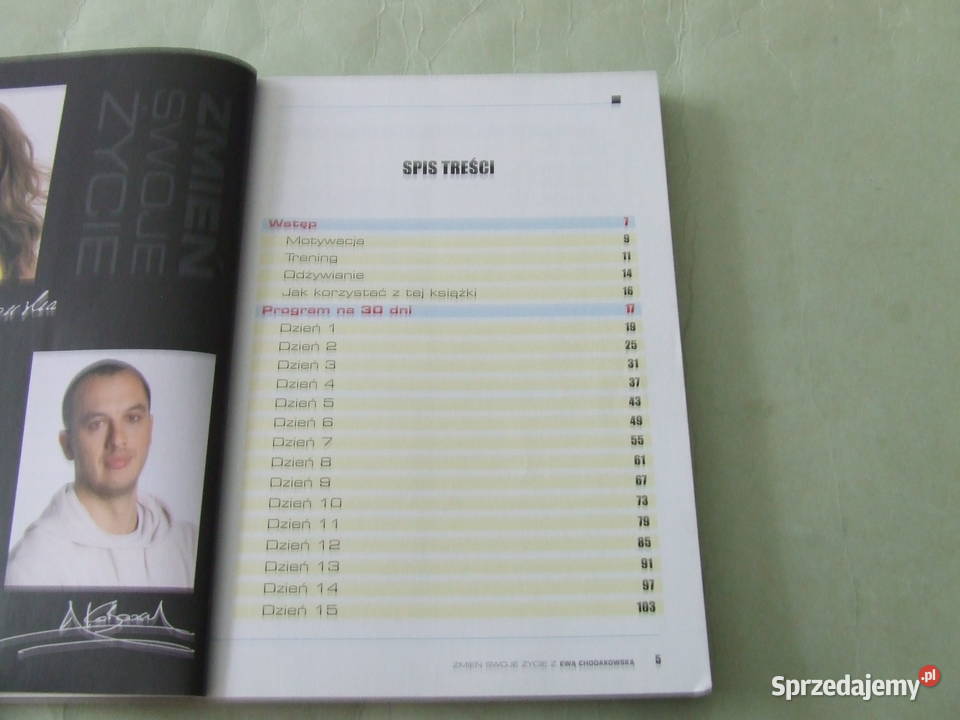 ZMIEŃ
SWOJE
ŻYCIE
SPIS TREŚCI
Wstęp 7
Motywacja 9
Trening 11
Odżywianie 14
Jak korzystać z tej książki 16
Program na 30 dni 17
Dzień 1 19
Dzień 2 25
Dzień 3 31
Dzień 4 37
Dzień 5 43
Dzień 6 49
Dzień 7 55
Dzień 8 61
Dzień 9 67
Dzień 10 73
Dzień 11 79
Dzień 12 85
Dzień 13 91
Dzień 14 97
Dzień 15 103
ZMIEŃ SWOJE ŻYCIE Z EWĄ CHODAKOWSKĄ 5
Sprzedajemy.pl